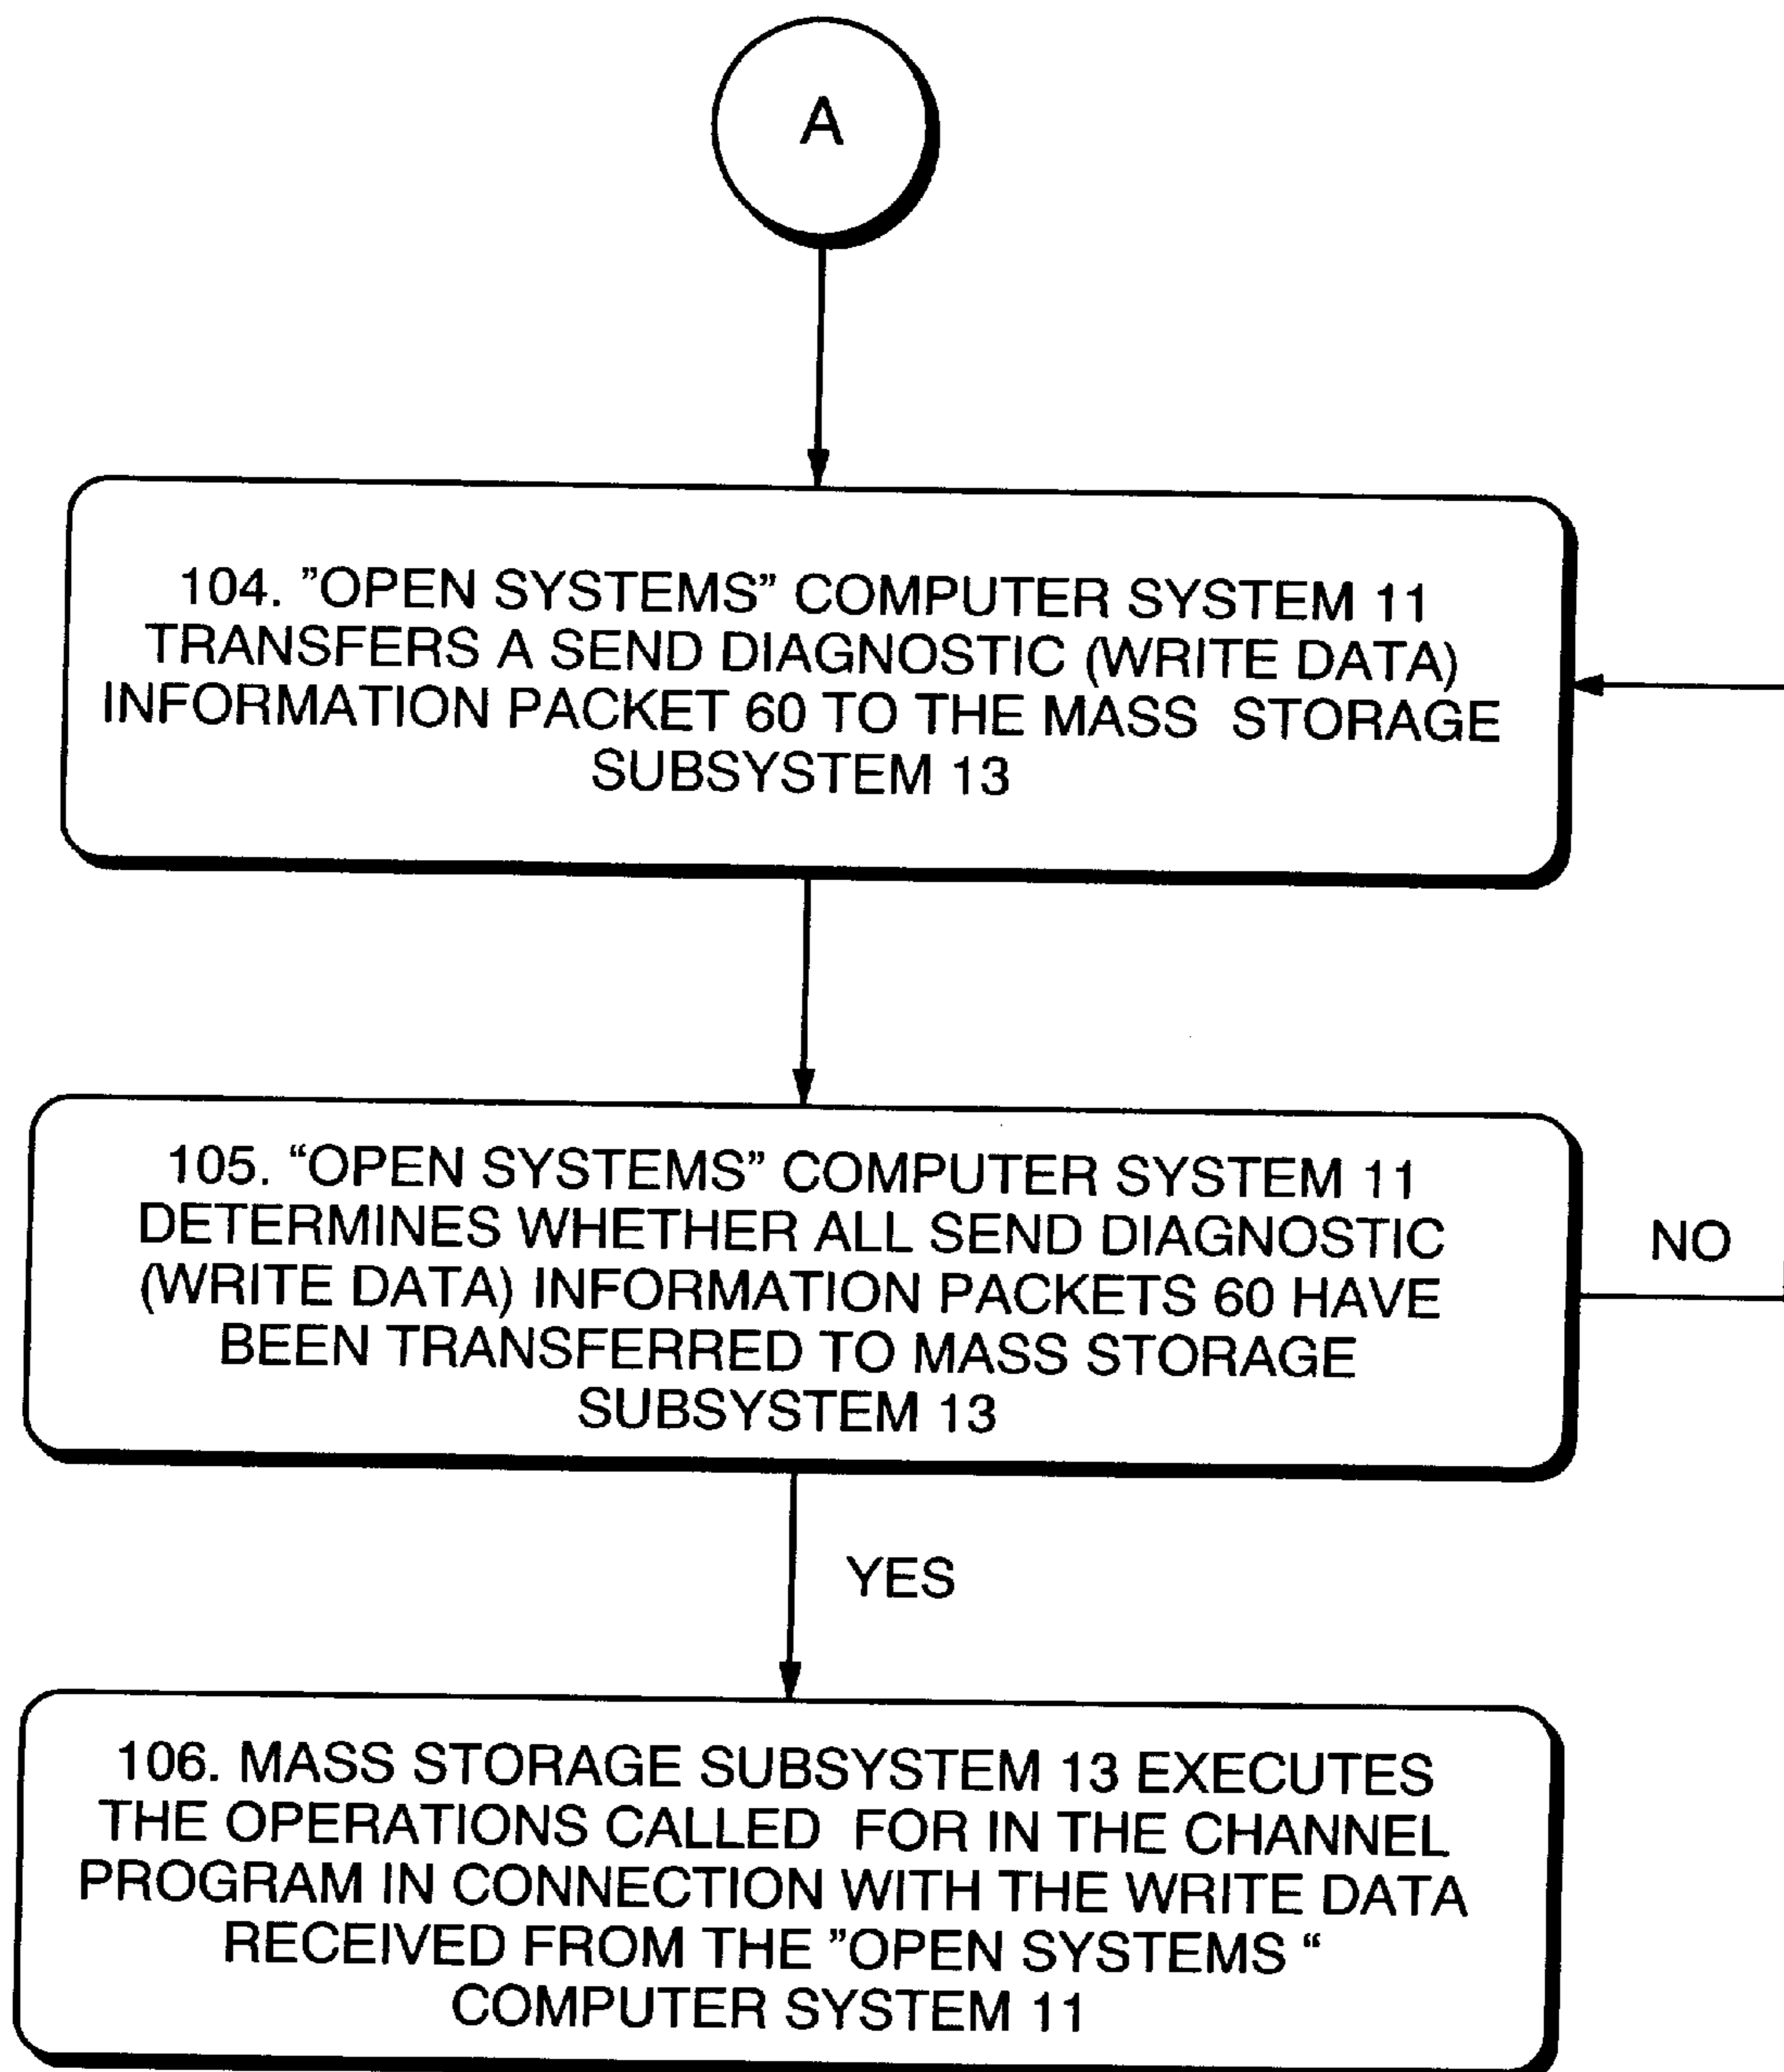 A
104. ”OPEN SYSTEMS” COMPUTER SYSTEM 11
TRANSFERS A SEND DIAGNOSTIC (WRITE DATA)
INFORMATION PACKET 60 TO THE MASS STORAGE
SUBSYSTEM 13
105. “OPEN SYSTEMS” COMPUTER SYSTEM 11
DETERMINES WHETHER ALL SEND DIAGNOSTIC
(WRITE DATA) INFORMATION PACKETS 60 HAVE
BEEN TRANSFERRED TO MASS STORAGE
SUBSYSTEM 13
NO
YES
106. MASS STORAGE SUBSYSTEM 13 EXECUTES
THE OPERATIONS CALLED FOR IN THE CHANNEL
PROGRAM IN CONNECTION WITH THE WRITE DATA
RECEIVED FROM THE ”OPEN SYSTEMS “
COMPUTER SYSTEM 11